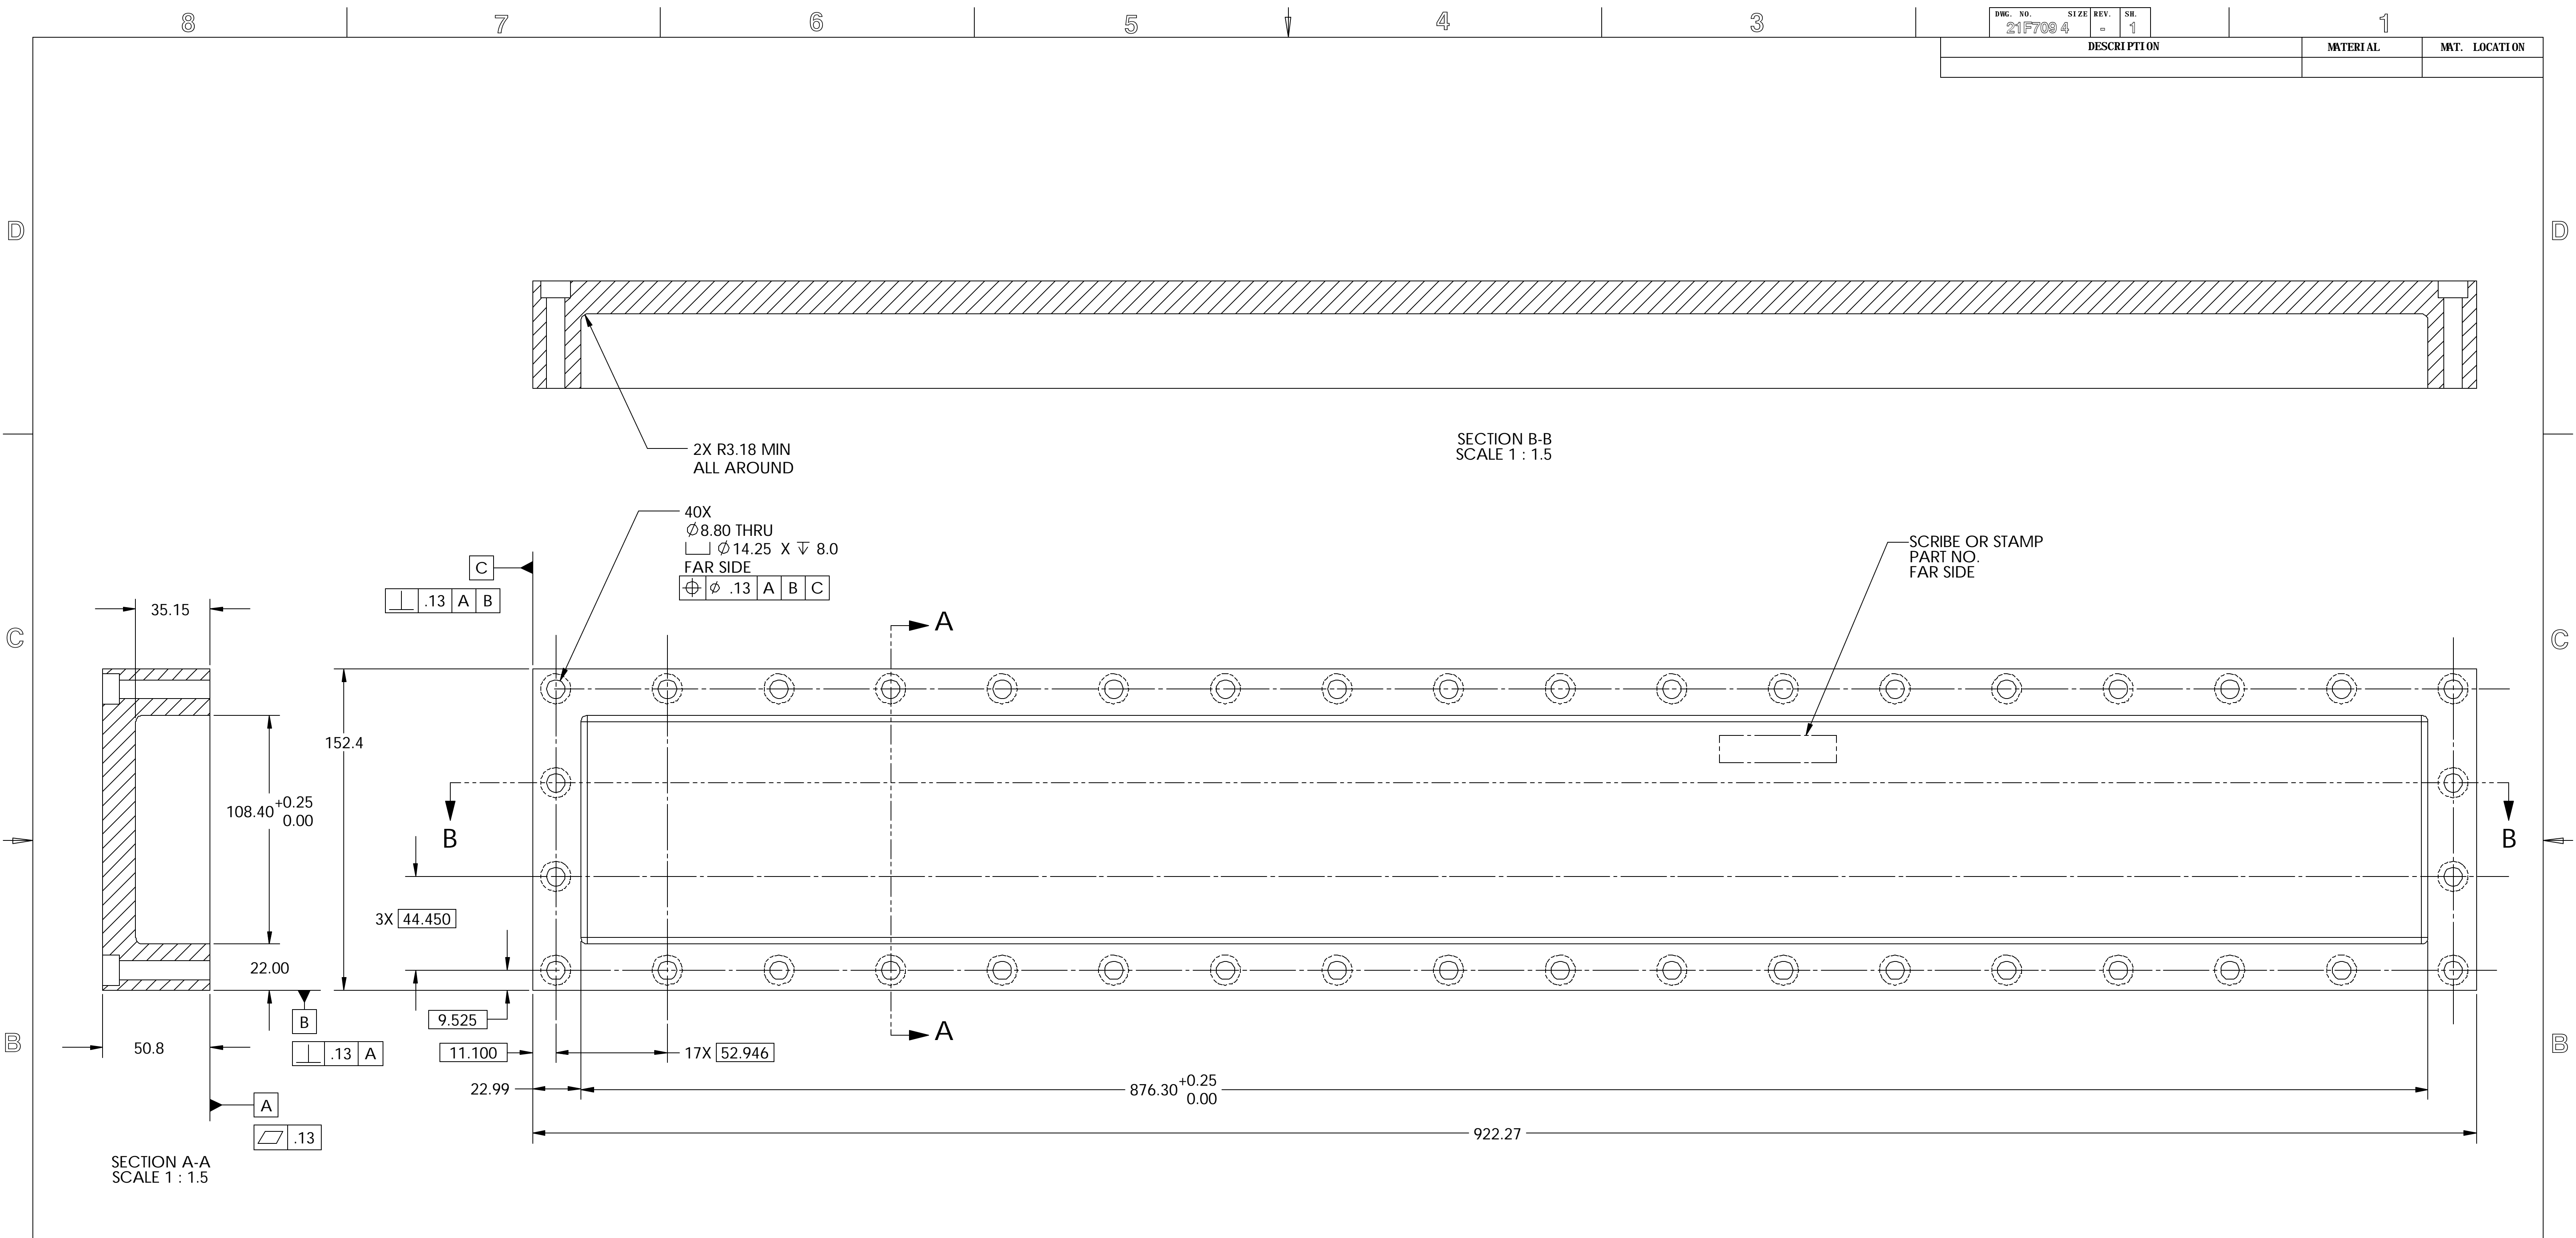 8 7 6 5 4 3 1
DWG. NO. SIZE REV. SH.
21F709 4 - 1
DESCRIPTION MATERIAL MAT. LOCATION
D D
2X R3.18 MIN
ALL AROUND
SECTION B-B
SCALE 1 : 1.5
40X
⌀8.80 THRU
⌴ ⌀14.25 X ↧ 8.0
FAR SIDE
⌖ ⌀ .13 A B C
SCRIBE OR STAMP
PART NO.
FAR SIDE
C
⟂ .13 A B
35.15
A
C C
152.4
108.40 +0.25
0.00
B B
3X 44.450
22.00
9.525
B
⟂ .13 A
A
B B
50.8
11.100
17X 52.946
22.99
876.30 +0.25
0.00
A
⏥ .13
922.27
SECTION A-A
SCALE 1 : 1.5